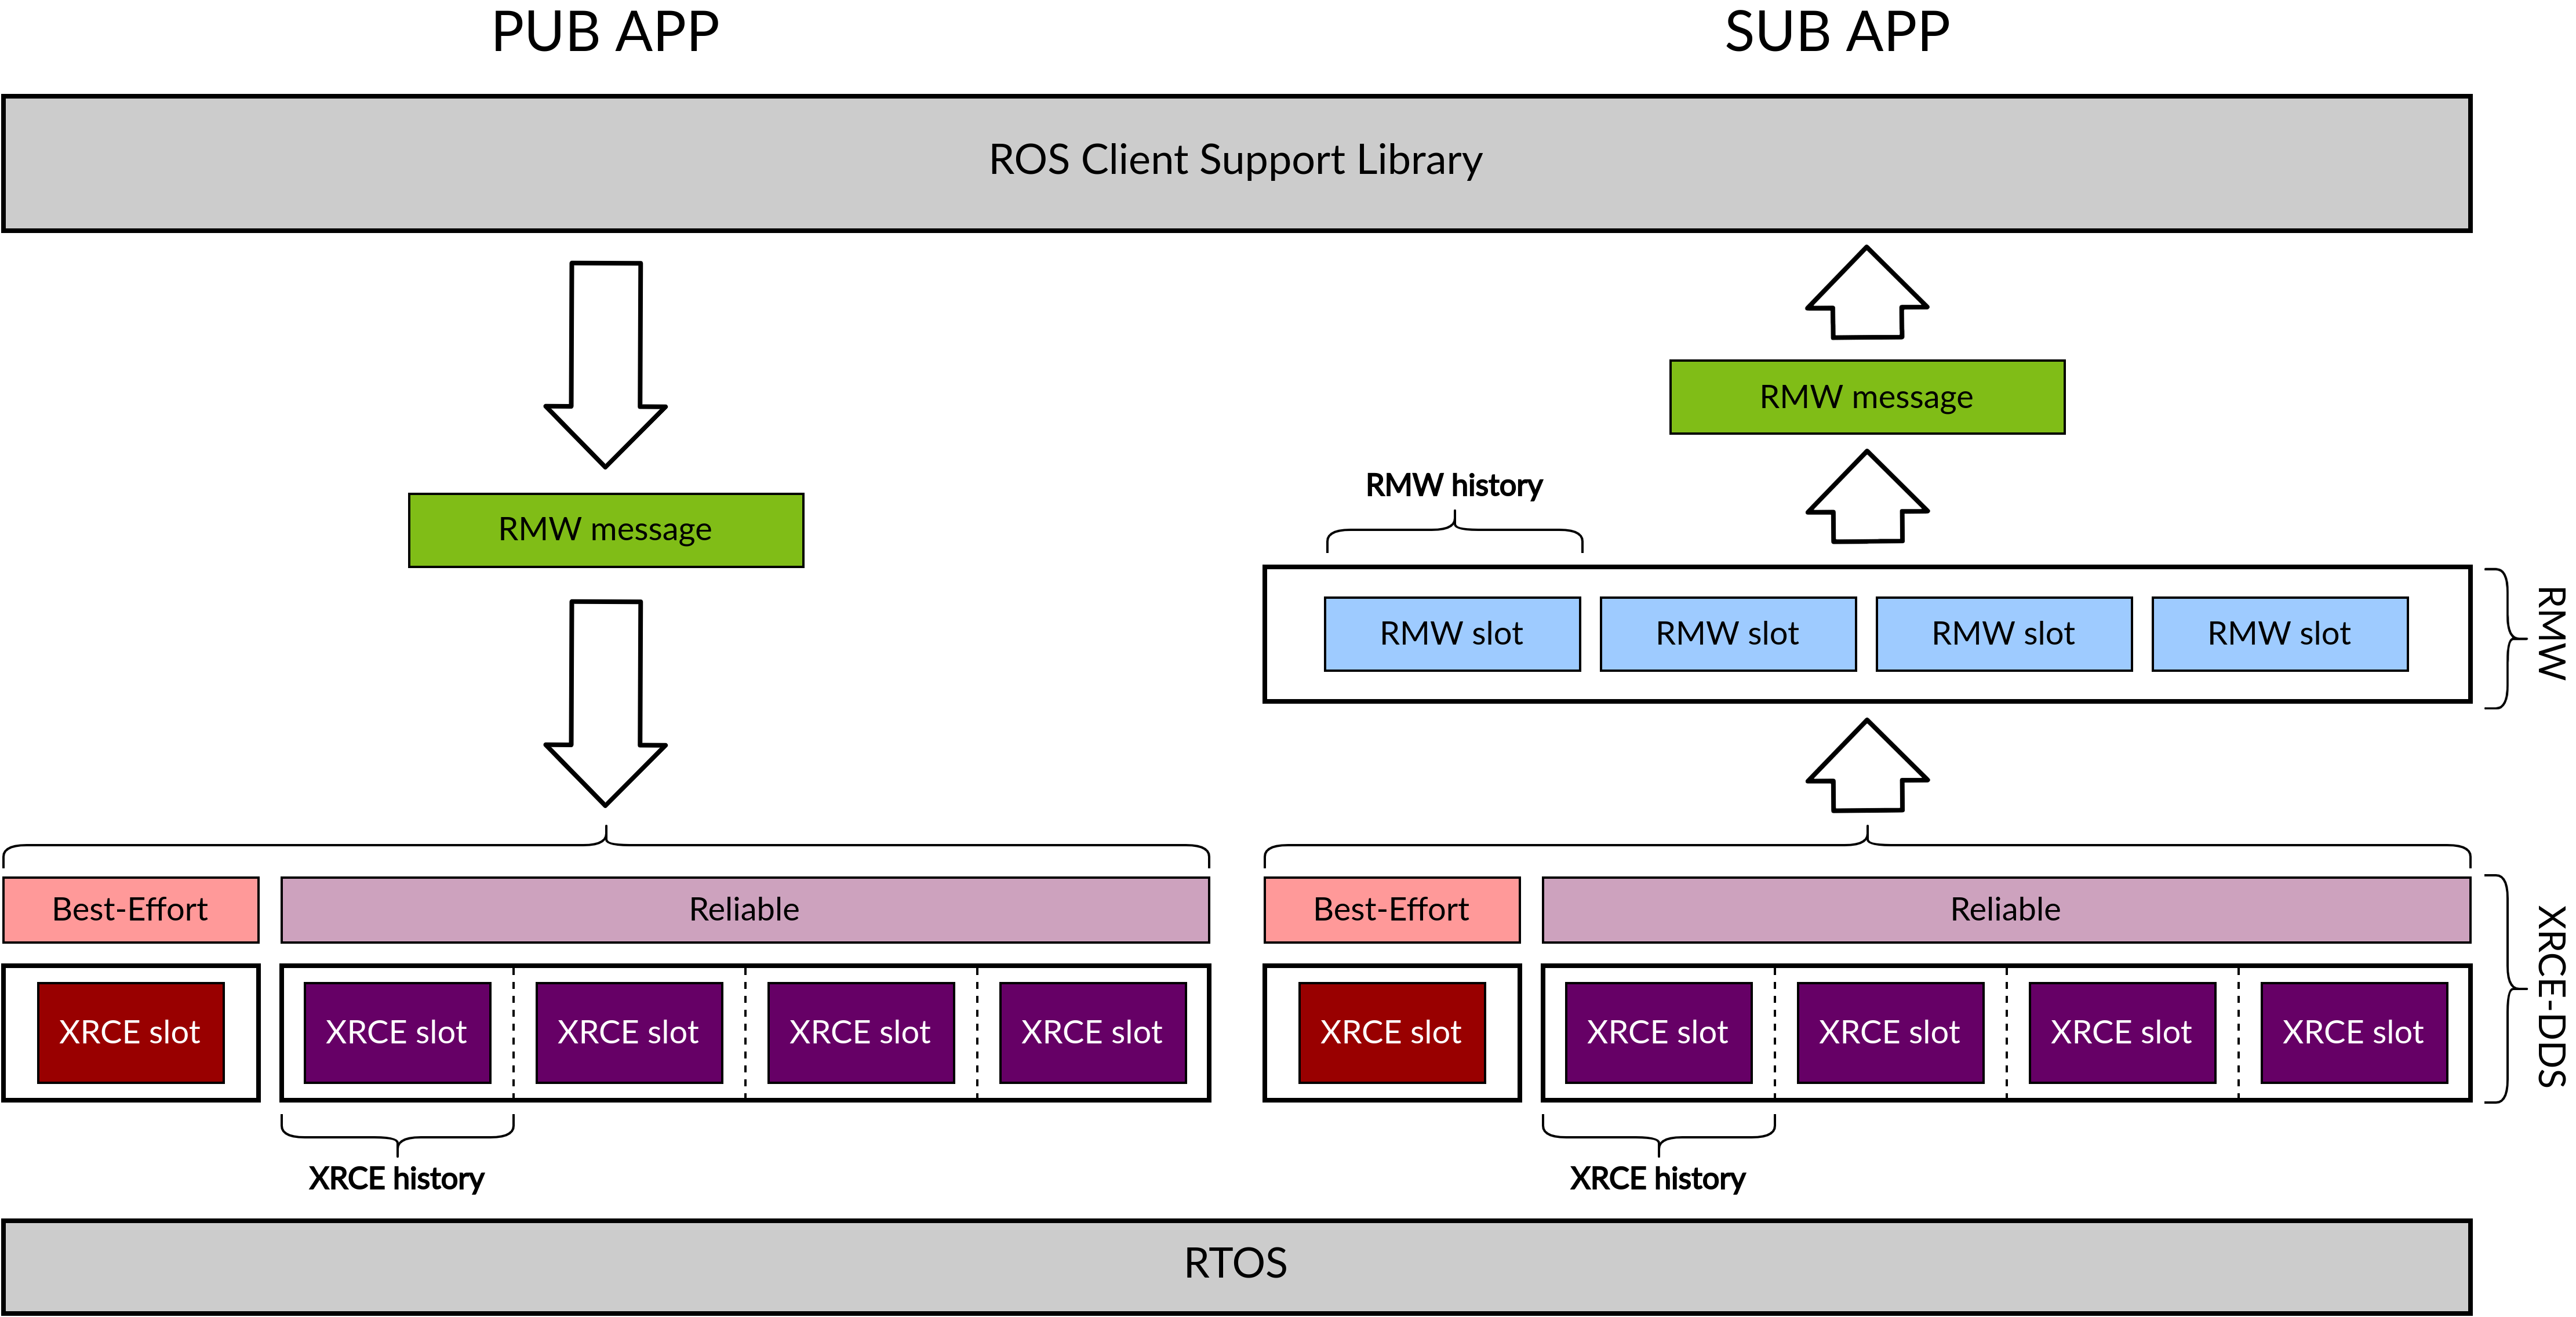 PUB APP
SUB APP
ROS Client Support Library
RMW message
RMW history
RMW message
RMW slot
RMW slot
RMW slot
RMW slot
RMW
Best-Effort
Reliable
Best-Effort
Reliable
XRCE slot
XRCE slot
XRCE slot
XRCE slot
XRCE slot
XRCE slot
XRCE slot
XRCE slot
XRCE slot
XRCE slot
XRCE-DDS
XRCE history
XRCE history
RTOS